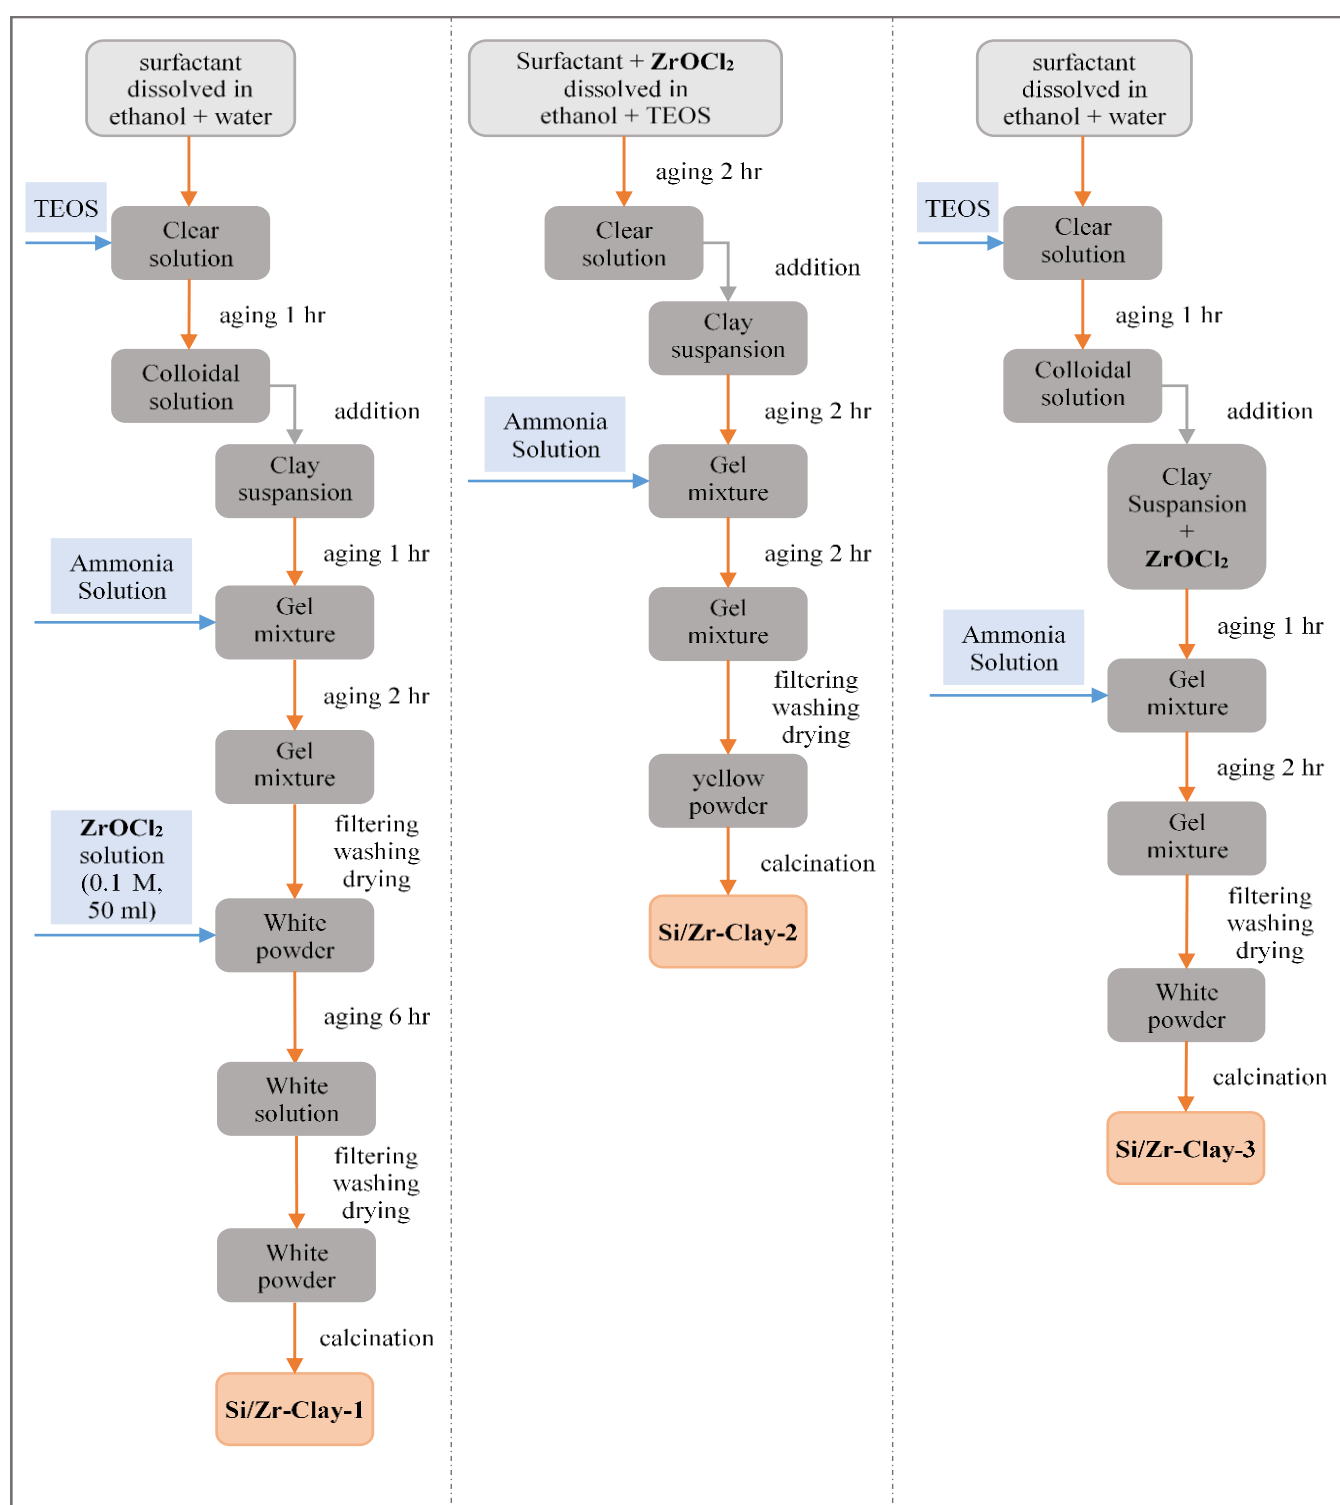 surfactant
dissolved in
ethanol + water
TEOS
Clear
solution
aging 1 hr
Colloidal
solution
addition
Clay
suspansion
aging 1 hr
Ammonia
Solution
Gel
mixture
aging 2 hr
Gel
mixture
filtering
washing
drying
ZrOCl₂
solution
(0.1 M,
50 ml)
White
powder
aging 6 hr
White
solution
filtering
washing
drying
White
powder
calcination
Si/Zr-Clay-1
Surfactant + ZrOCl₂
dissolved in
ethanol + TEOS
aging 2 hr
Clear
solution
addition
Clay
suspansion
aging 2 hr
Ammonia
Solution
Gel
mixture
aging 2 hr
Gel
mixture
filtering
washing
drying
yellow
powder
calcination
Si/Zr-Clay-2
surfactant
dissolved in
ethanol + water
TEOS
Clear
solution
aging 1 hr
Colloidal
solution
addition
Clay
Suspansion
+
ZrOCl₂
aging 1 hr
Ammonia
Solution
Gel
mixture
aging 2 hr
Gel
mixture
filtering
washing
drying
White
powder
calcination
Si/Zr-Clay-3